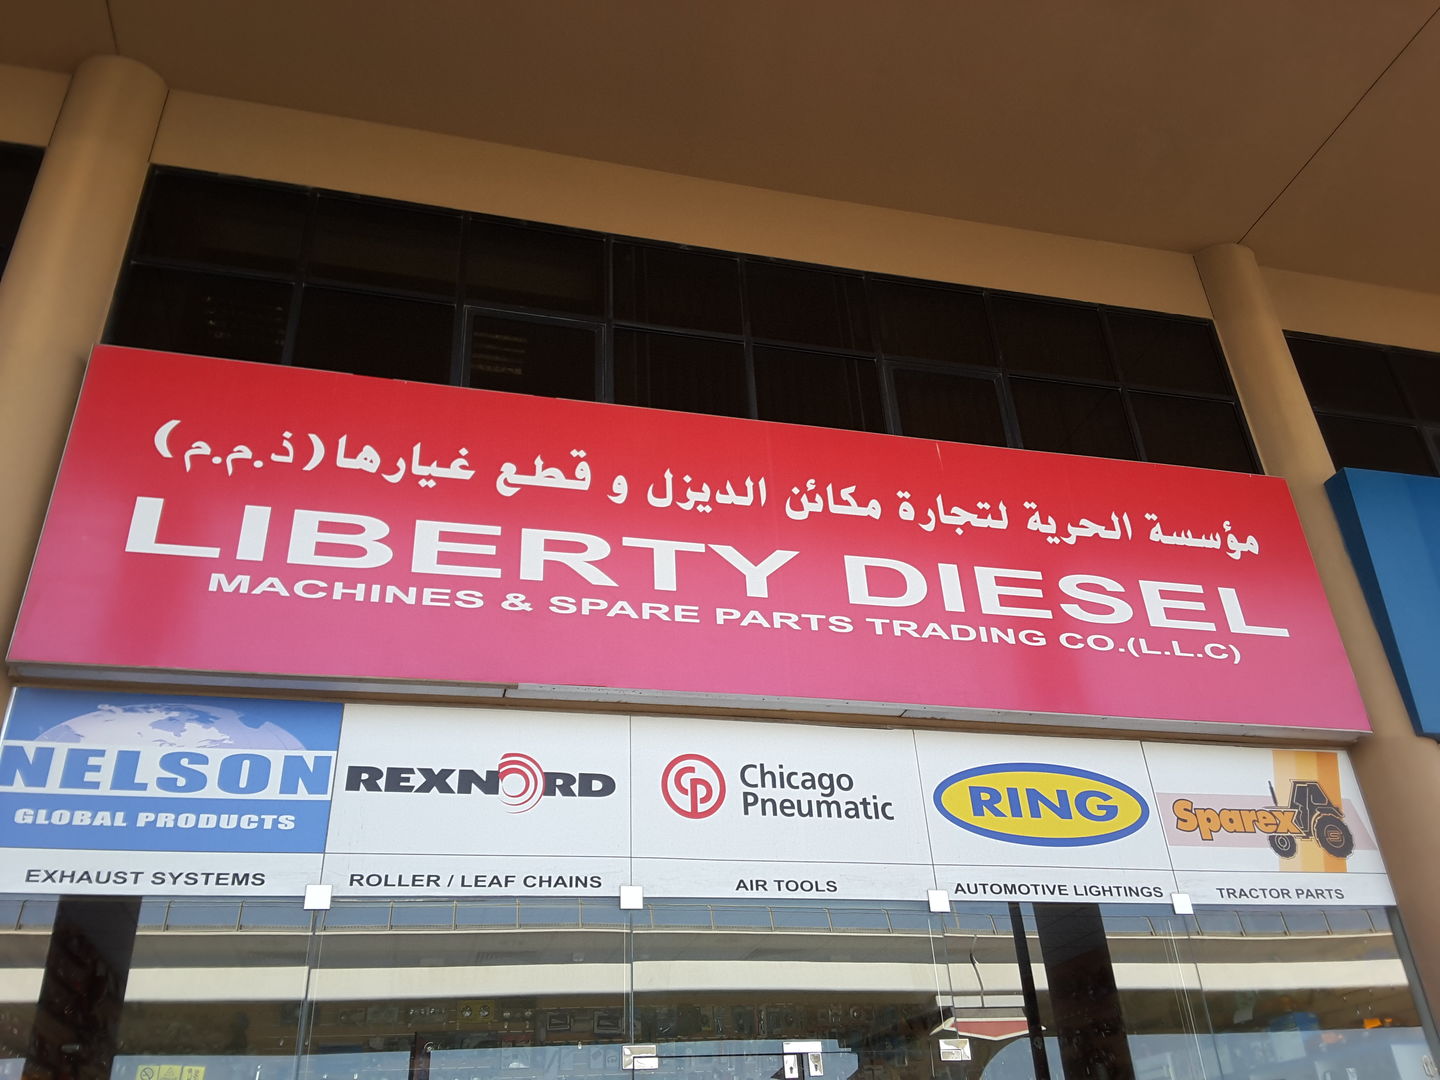 مؤسسة الحرية لتجارة مكائن الديزل و قطع غيارها (ذ.م.م)
LIBERTY DIESEL
MACHINES & SPARE PARTS TRADING CO.(L.L.C)
NELSON
GLOBAL PRODUCTS
EXHAUST SYSTEMS
REXNORD
ROLLER / LEAF CHAINS
Chicago
Pneumatic
AIR TOOLS
RING
AUTOMOTIVE LIGHTINGS
Sparex
TRACTOR PARTS